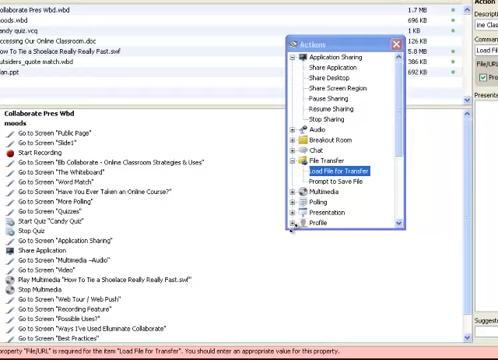 ollaborate Pres Wbd.wbd 1.7 MB
noods.wbd 696 KB
andy quiz.vcq 1 KB
ccessing Our Online Classroom.doc 126 KB
ow To Tie a Shoelace Really Really Fast.swf 5.8 MB
utsiders_quote match.wbd 386 KB
lan.ppt 692 KB
Action
Descripti
ine Clas
Comman
Load Fil
File/URL
Pro
Presente
Actions
Application Sharing
Share Application
Share Desktop
Share Screen Region
Pause Sharing
Resume Sharing
Stop Sharing
Audio
Breakout Room
Chat
File Transfer
Load File for Transfer
Prompt to Save File
Multimedia
Polling
Presentation
Profile
Collaborate Pres Wbd
moods
Go to Screen "Public Page"
Go to Screen "Slide1"
Start Recording
Go to Screen "Bb Collaborate - Online Classroom Strategies & Uses"
Go to Screen "The Whiteboard"
Go to Screen "Word Match"
Go to Screen "Have You Ever Taken an Online Course?"
Go to Screen "More Polling"
Go to Screen "Quizzes"
Start Quiz "Candy Quiz"
Stop Quiz
Go to Screen "Application Sharing"
Share Application
Go to Screen "Multimedia ~Audio"
Go to Screen "Video"
Play Multimedia "How To Tie a Shoelace Really Really Fast.swf"
Stop Multimedia
Go to Screen "Web Tour / Web Push"
Go to Screen "Recording Feature"
Go to Screen "Possible Uses?"
Go to Screen "Ways I've Used Elluminate Collaborate"
Go to Screen "Best Practices"
Suggeste
property "File/URL" is required for the item "Load File for Transfer". You should enter an appropriate value for this property.